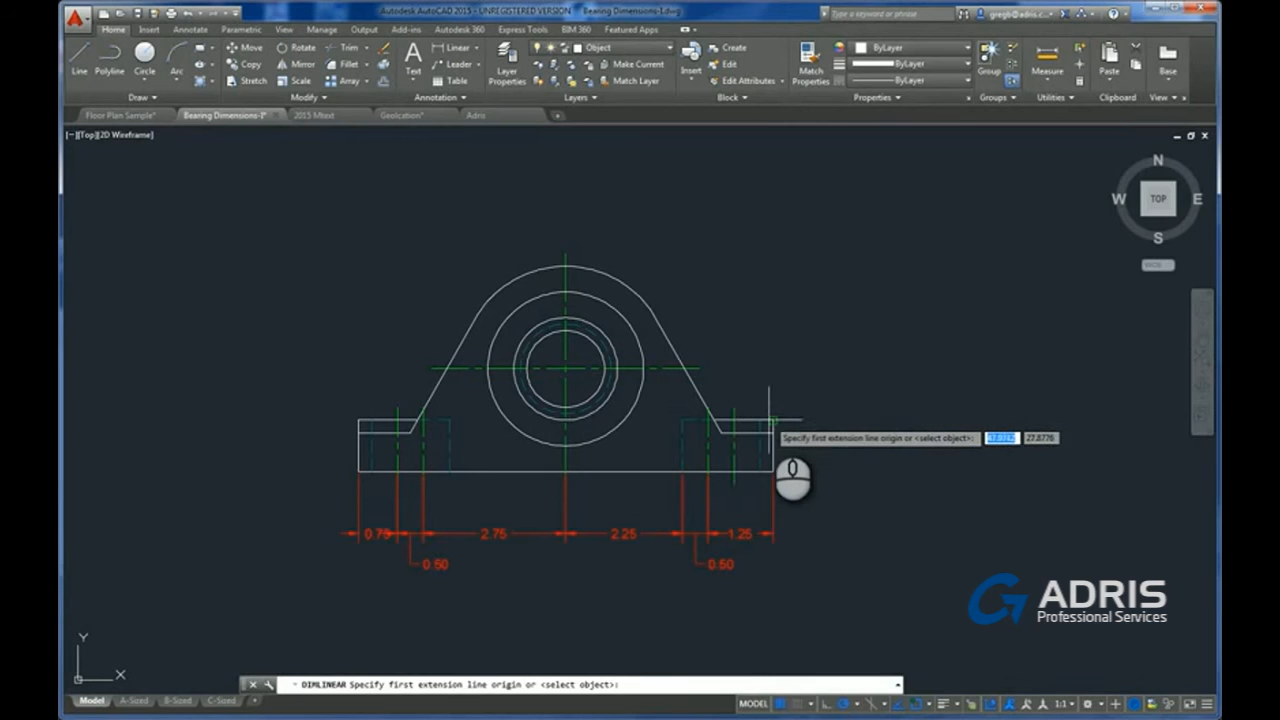 Autodesk AutoCAD 2015 - UNREGISTERED VERSION Bearing Dimensions-1.dwg
Type a keyword or phrase
gregb@adris.c...
Home Insert Annotate Parametric View Manage Output Add-ins Autodesk 360 Express Tools BIM 360 Featured Apps
Line Polyline Circle Arc
Move Rotate Trim
Copy Mirror Fillet
Stretch Scale Array
Text Linear
Leader
Table
Layer Properties
Object
Make Current
Match Layer
Insert Create
Edit
Edit Attributes
Match Properties
ByLayer
ByLayer
ByLayer
Group Measure Paste Base
Draw Modify Annotation Layers Block Properties Groups Utilities Clipboard View
Floor Plan Sample* Bearing Dimensions-1* 2015 Mtext Geolcation* Adris
[−][Top][2D Wireframe]
N
W TOP E
S
Specify first extension line origin or <select object>: 27.8776
2.75 2.25 1.25
0.50 0.50
ADRIS
Professional Services
Y
X
DIMLINEAR Specify first extension line origin or <select object>:
Model A-Sized B-Sized C-Sized
MODEL 1:1